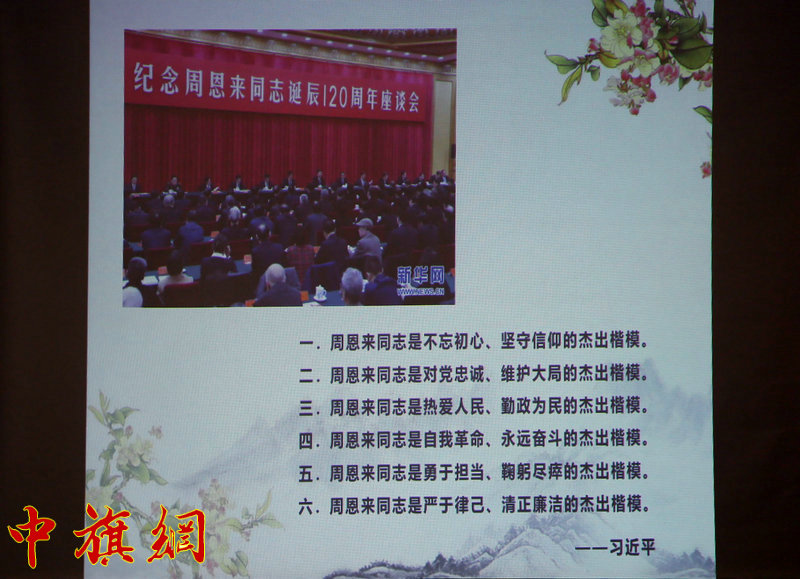 纪念周恩来同志诞辰120周年座谈会
新华网
WWW.NEWS.CN
一．周恩来同志是不忘初心、坚守信仰的杰出楷模。
二．周恩来同志是对党忠诚、维护大局的杰出楷模。
三．周恩来同志是热爱人民、勤政为民的杰出楷模。
四．周恩来同志是自我革命、永远奋斗的杰出楷模。
五．周恩来同志是勇于担当、鞠躬尽瘁的杰出楷模。
六．周恩来同志是严于律己、清正廉洁的杰出楷模。
——习近平
中旗網